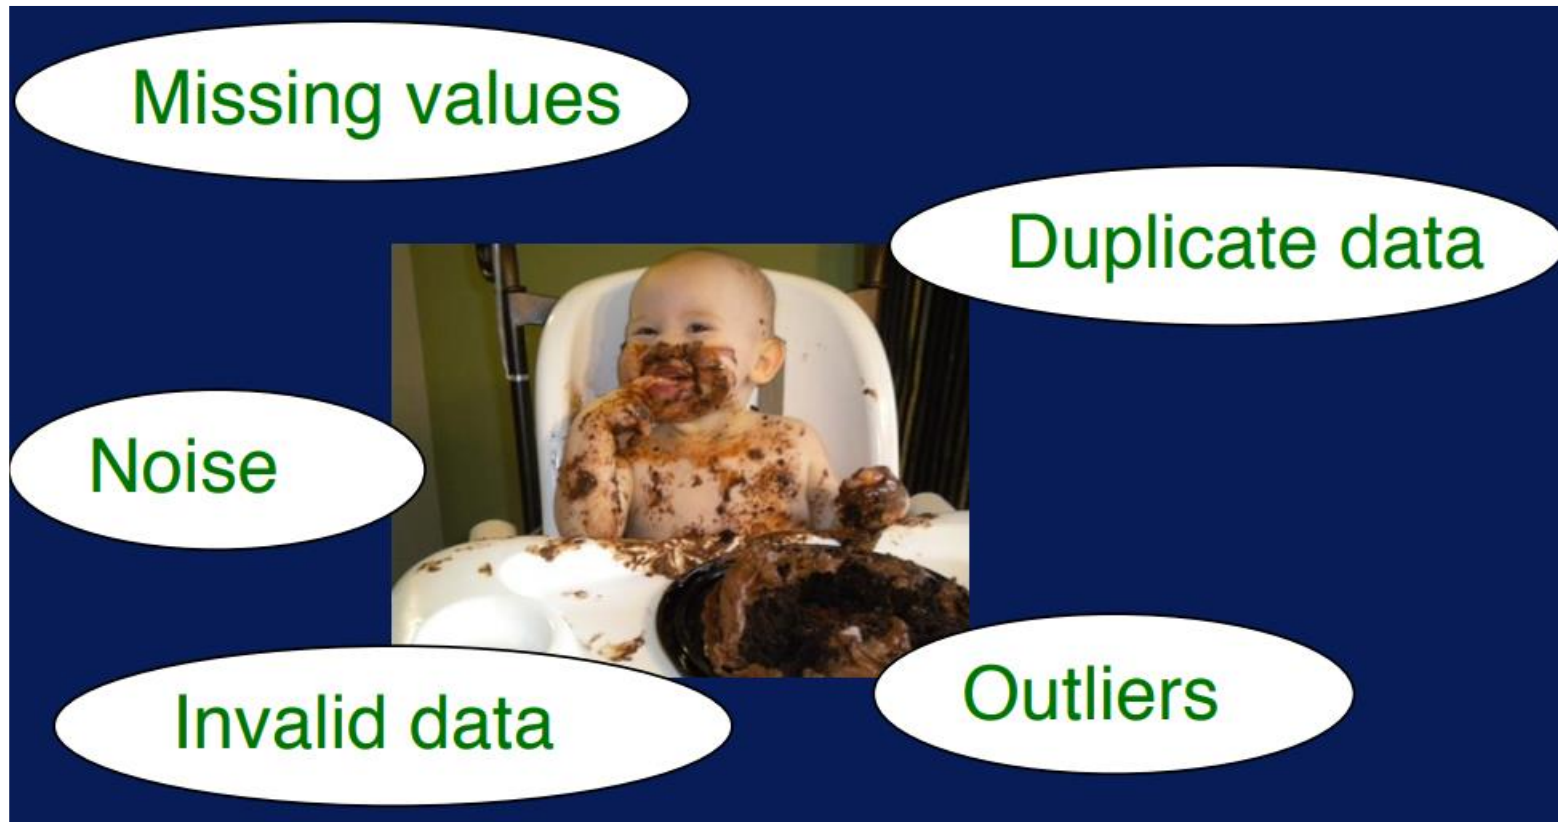 Missing values
Duplicate data
Noise
Invalid data
Outliers